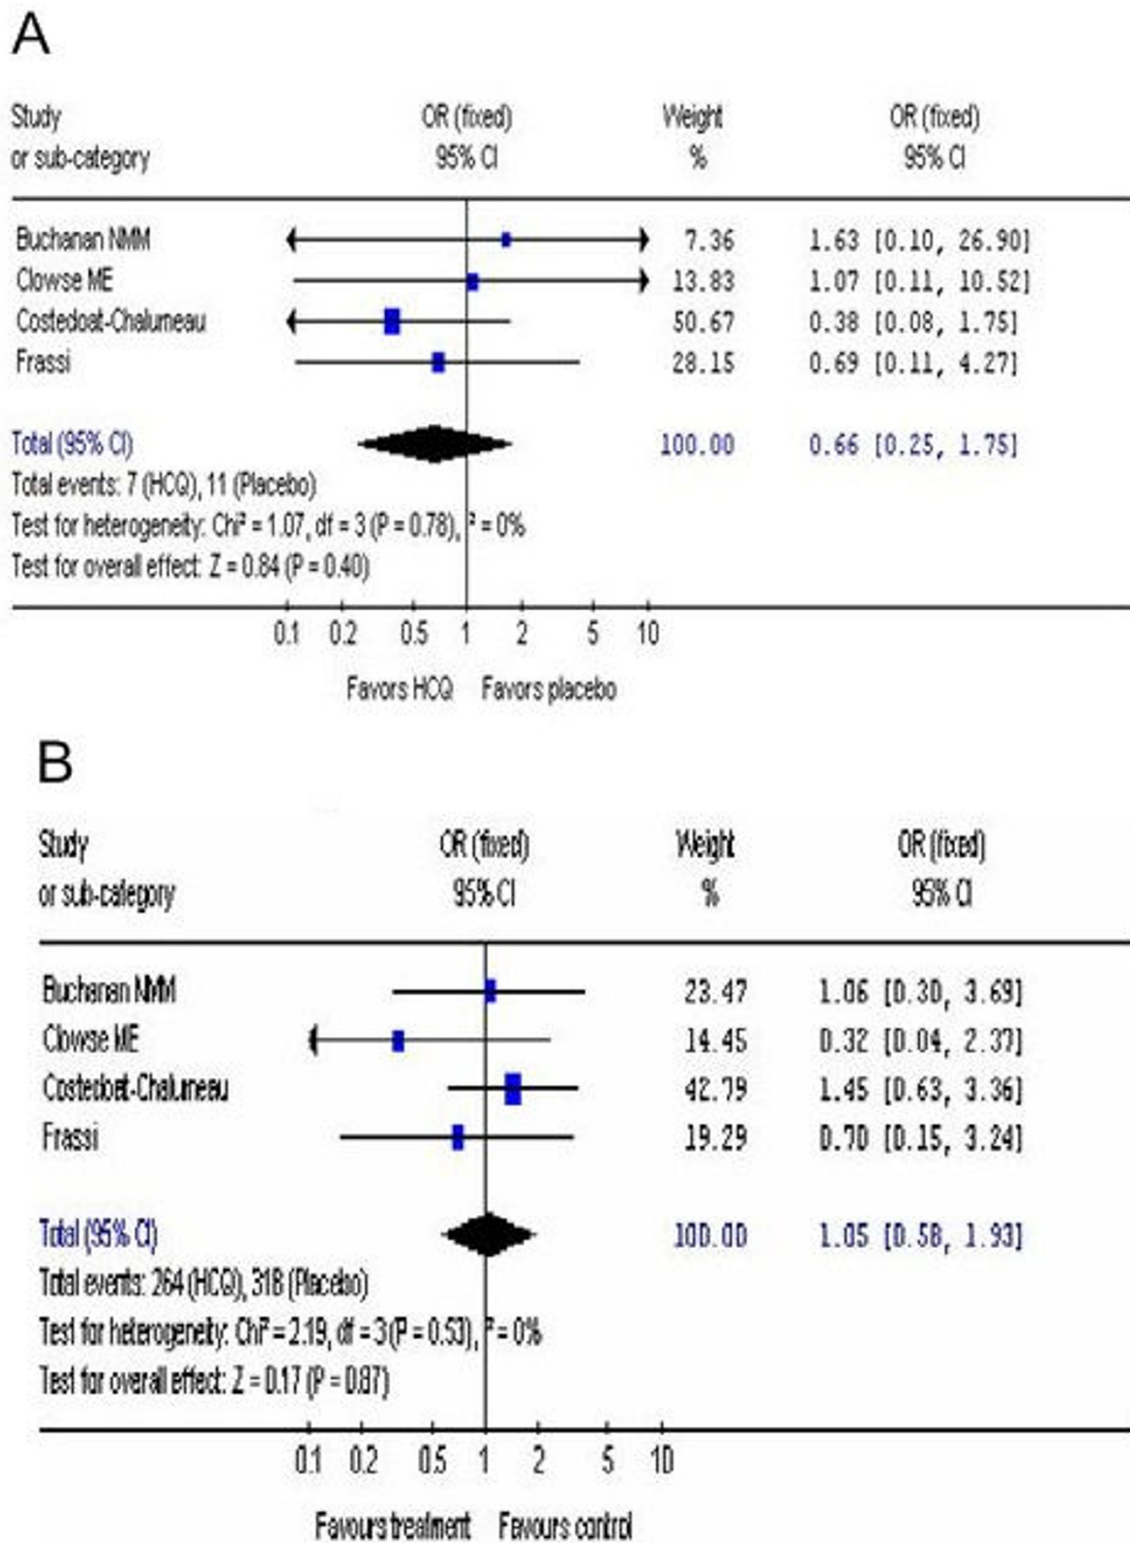 A
Study OR (fixed) Weight OR (fixed)
or sub-category 95% CI % 95% CI
Buchanan NMM 7.36 1.63 [0.10, 26.90]
Clowse ME 13.83 1.07 [0.11, 10.52]
Costedoat-Chalumeau 50.67 0.38 [0.08, 1.75]
Frassi 28.15 0.69 [0.11, 4.27]
Total (95% CI) 100.00 0.66 [0.25, 1.75]
Total events: 7 (HCQ), 11 (Placebo)
Test for heterogeneity: Chi² = 1.07, df = 3 (P = 0.78), ² = 0%
Test for overall effect: Z = 0.84 (P = 0.40)
0.1 0.2 0.5 1 2 5 10
Favors HCQ Favors placebo
B
Study OR (fixed) Weight OR (fixed)
or sub-category 95% CI % 95% CI
Buchanan NMM 23.47 1.06 [0.30, 3.69]
Clowse ME 14.45 0.32 [0.04, 2.37]
Costedoat-Chalumeau 42.79 1.45 [0.63, 3.36]
Frassi 19.29 0.70 [0.15, 3.24]
Total (95% CI) 100.00 1.05 [0.58, 1.93]
Total events: 264 (HCQ), 318 (Placebo)
Test for heterogeneity: Chi² = 2.19, df = 3 (P = 0.53), ² = 0%
Test for overall effect: Z = 0.17 (P = 0.87)
0.1 0.2 0.5 1 2 5 10
Favours treatment Favours control